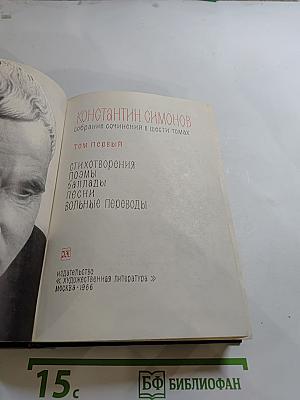 КОНСТАНТИН СИМОНОВ
СОБРАНИЕ СОЧИНЕНИЙ В ШЕСТИ ТОМАХ
ТОМ ПЕРВЫЙ
СТИХОТВОРЕНИЯ
ПОЭМЫ
БАЛЛАДЫ
ПЕСНИ
ВОЛЬНЫЕ ПЕРЕВОДЫ
ИЗДАТЕЛЬСТВО
« ХУДОЖЕСТВЕННАЯ ЛИТЕРАТУРА »
МОСКВА·1966
15с
БФ БИБЛИОФАН